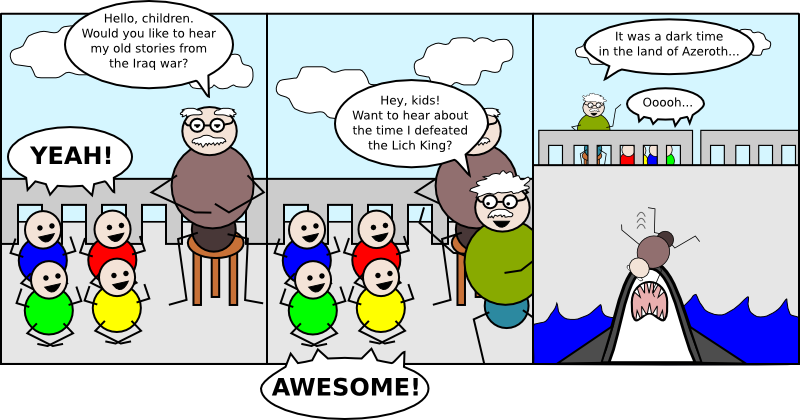 Hello, children.
Would you like to hear
my old stories from
the Iraq war?
YEAH!
Hey, kids!
Want to hear about
the time I defeated
the Lich King?
AWESOME!
It was a dark time
in the land of Azeroth...
Ooooh...